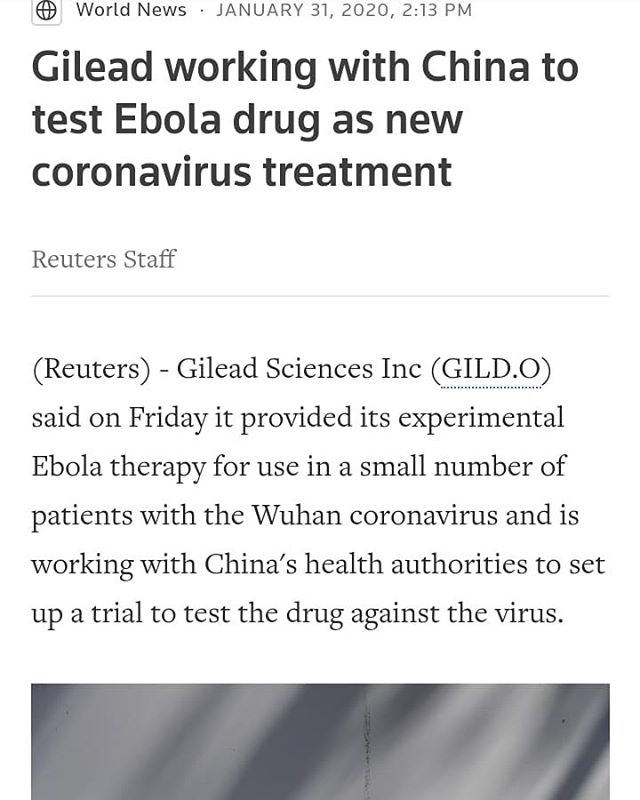 World News · JANUARY 31, 2020, 2:13 PM
Gilead working with China to
test Ebola drug as new
coronavirus treatment
Reuters Staff
(Reuters) - Gilead Sciences Inc (GILD.O)
said on Friday it provided its experimental
Ebola therapy for use in a small number of
patients with the Wuhan coronavirus and is
working with China's health authorities to set
up a trial to test the drug against the virus.